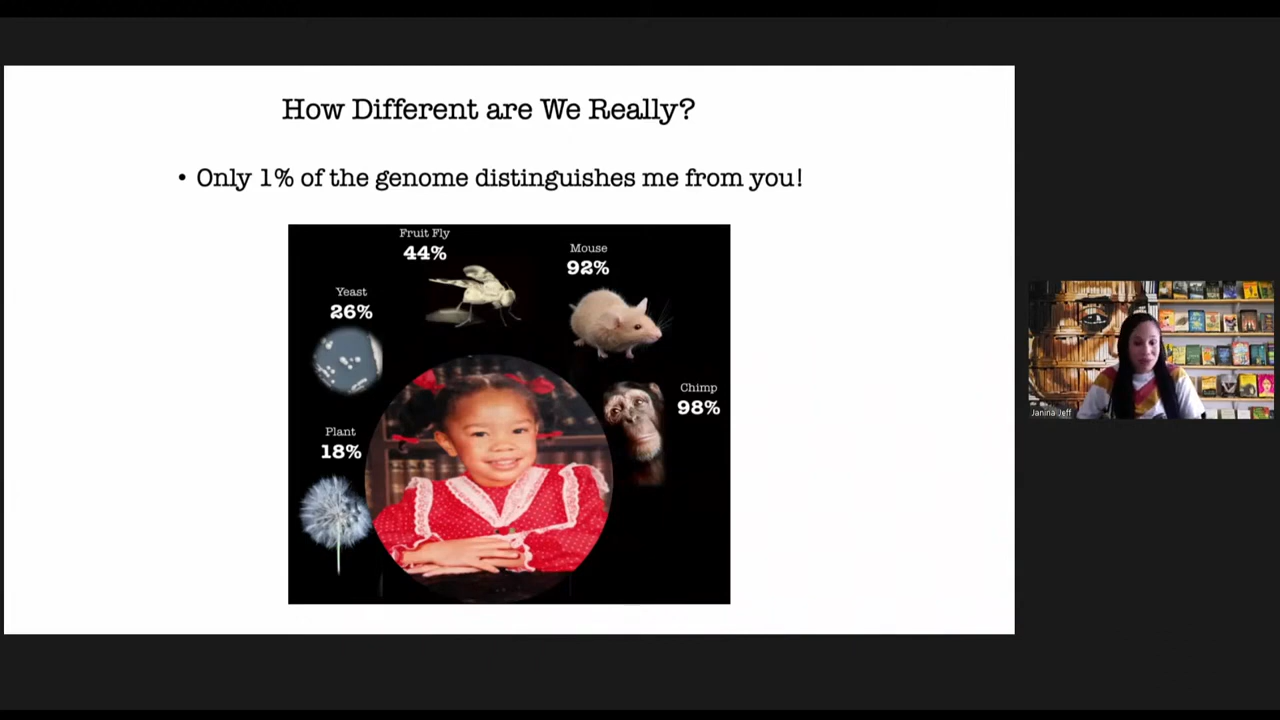 How Different are We Really?
• Only 1% of the genome distinguishes me from you!
Fruit Fly
44%
Mouse
92%
Yeast
26%
Chimp
98%
Plant
18%
Janina Jeff